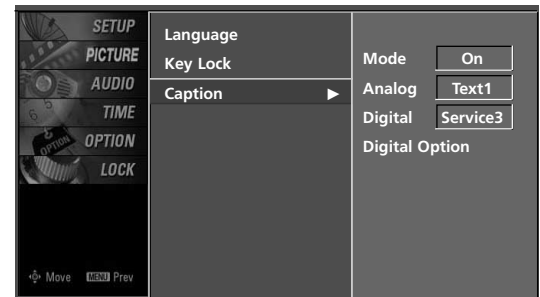 SETUP
PICTURE
AUDIO
TIME
OPTION
LOCK
Move MENU Prev
Language
Key Lock
Caption ►
Mode On
Analog Text1
Digital Service3
Digital Option